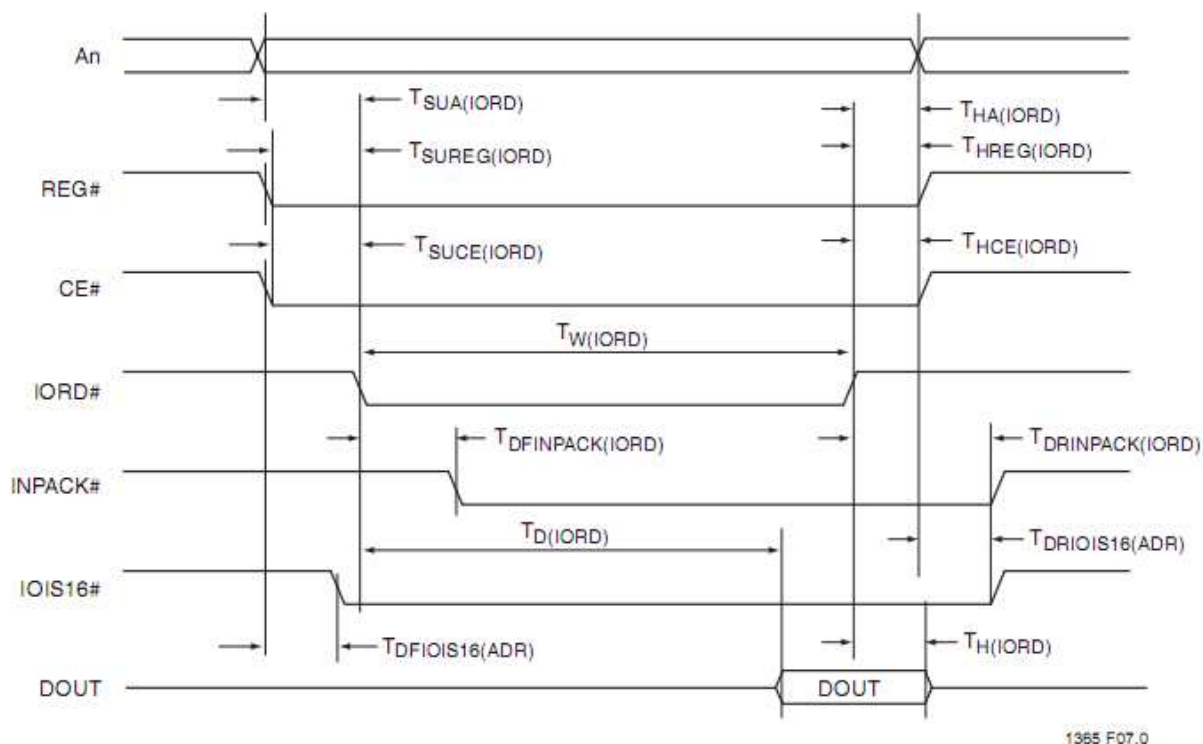 An
TSUA(IORD)
THA(IORD)
TSUREG(IORD)
THREG(IORD)
REG#
TSUCE(IORD)
THCE(IORD)
CE#
TW(IORD)
IORD#
TDFINPACK(IORD)
TDRINPACK(IORD)
INPACK#
TD(IORD)
TDRIOIS16(ADR)
IOIS16#
TDFIOIS16(ADR)
TH(IORD)
DOUT
DOUT
1365 F07.0